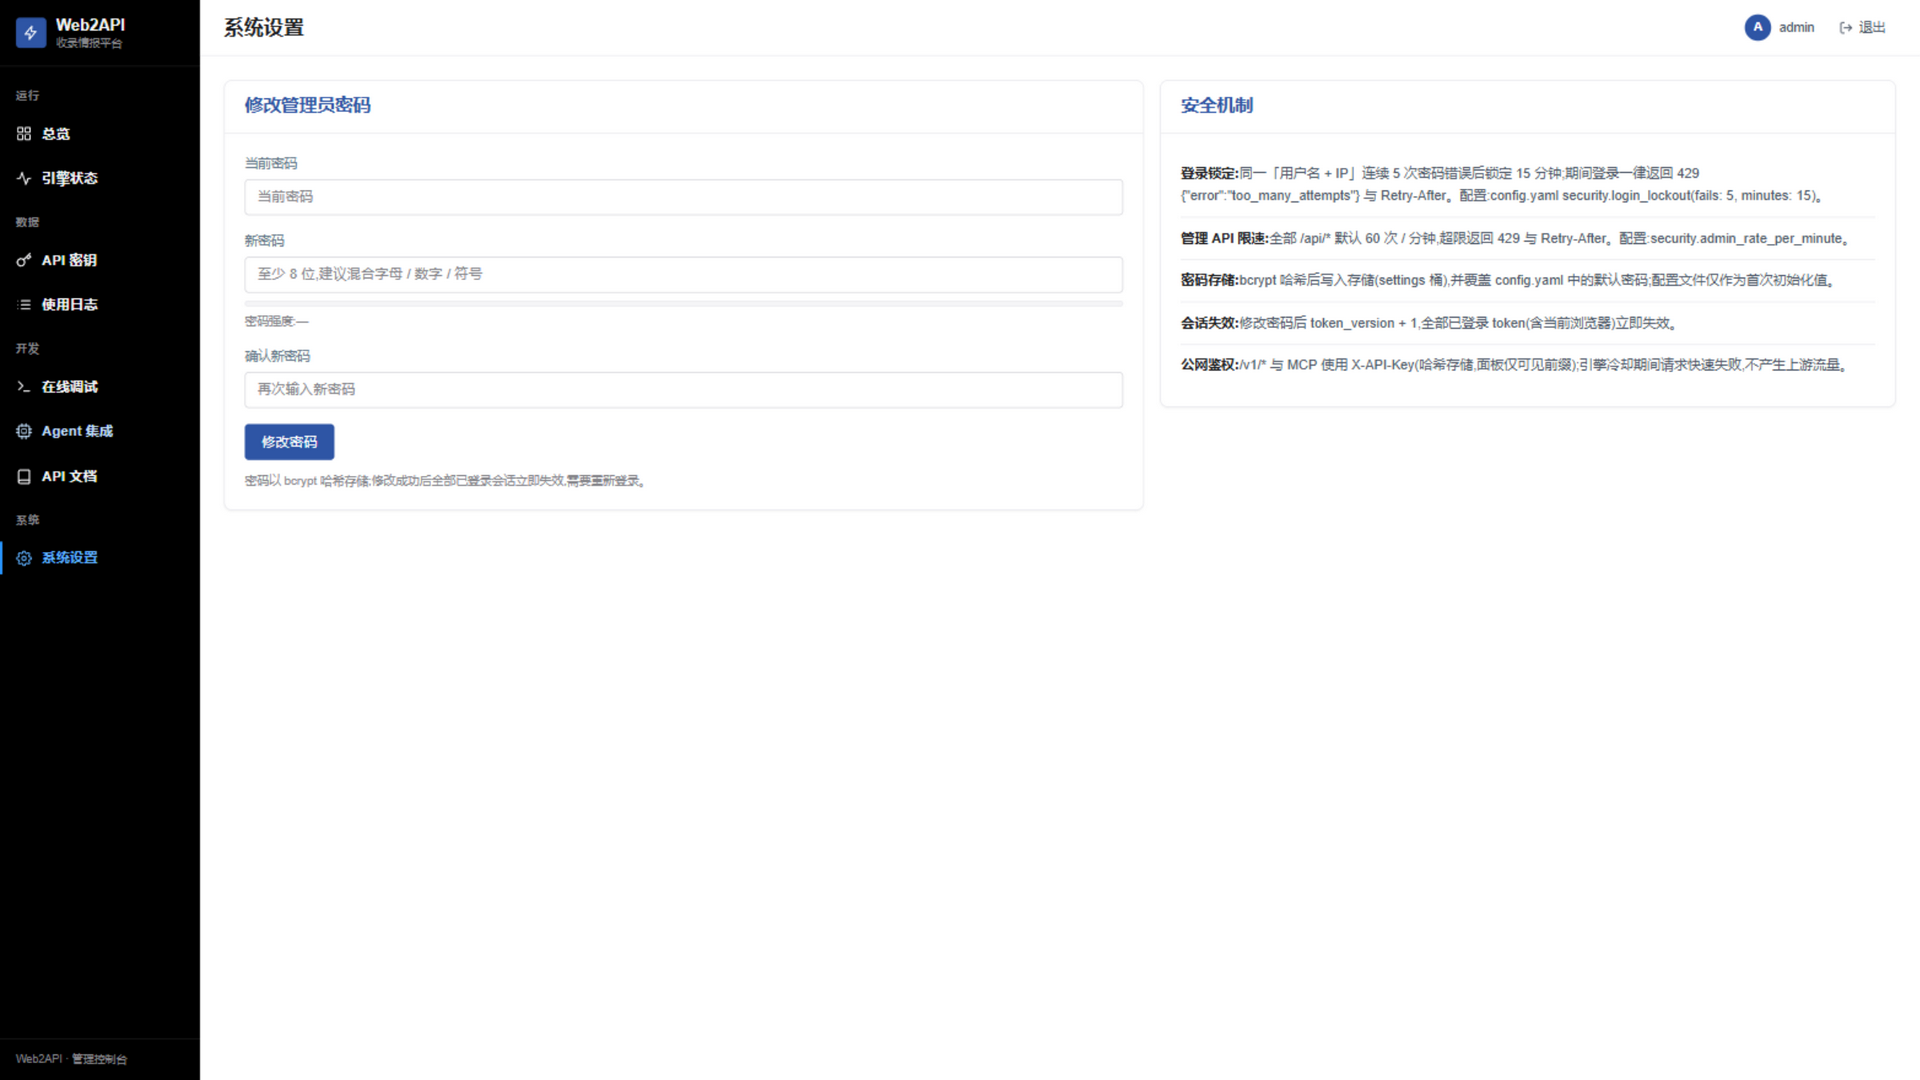 Web2API
收录情报平台
运行
总览
引擎状态
数据
API 密钥
使用日志
开发
在线调试
Agent 集成
API 文档
系统
系统设置
Web2API · 管理控制台
系统设置
A
admin
退出
修改管理员密码
当前密码
当前密码
新密码
至少 8 位,建议混合字母 / 数字 / 符号
密码强度:—
确认新密码
再次输入新密码
修改密码
密码以 bcrypt 哈希存储;修改成功后全部已登录会话立即失效,需要重新登录。
安全机制
登录锁定:同一「用户名 + IP」连续 5 次密码错误后锁定 15 分钟;期间登录一律返回 429
{"error":"too_many_attempts"} 与 Retry-After。配置:config.yaml security.login_lockout(fails: 5, minutes: 15)。
管理 API 限速:全部 /api/* 默认 60 次 / 分钟,超限返回 429 与 Retry-After。配置:security.admin_rate_per_minute。
密码存储:bcrypt 哈希后写入存储(settings 桶),并覆盖 config.yaml 中的默认密码;配置文件仅作为首次初始化值。
会话失效:修改密码后 token_version + 1,全部已登录 token(含当前浏览器)立即失效。
公网鉴权:/v1/* 与 MCP 使用 X-API-Key(哈希存储,面板仅可见前缀);引擎冷却期间请求快速失败,不产生上游流量。